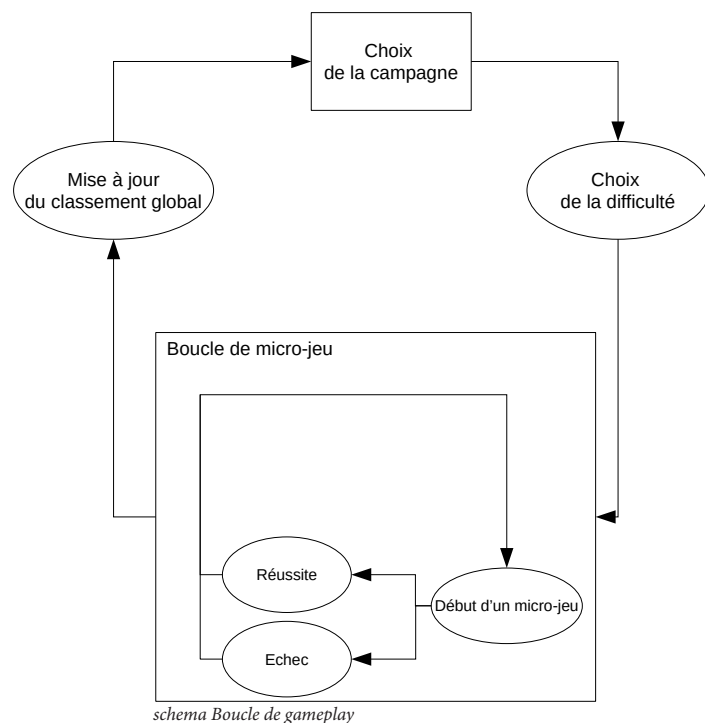 Choix
de la campagne
Mise à jour
du classement global
Choix
de la difficulté
Boucle de micro-jeu
Réussite
Début d'un micro-jeu
Echec
schema Boucle de gameplay